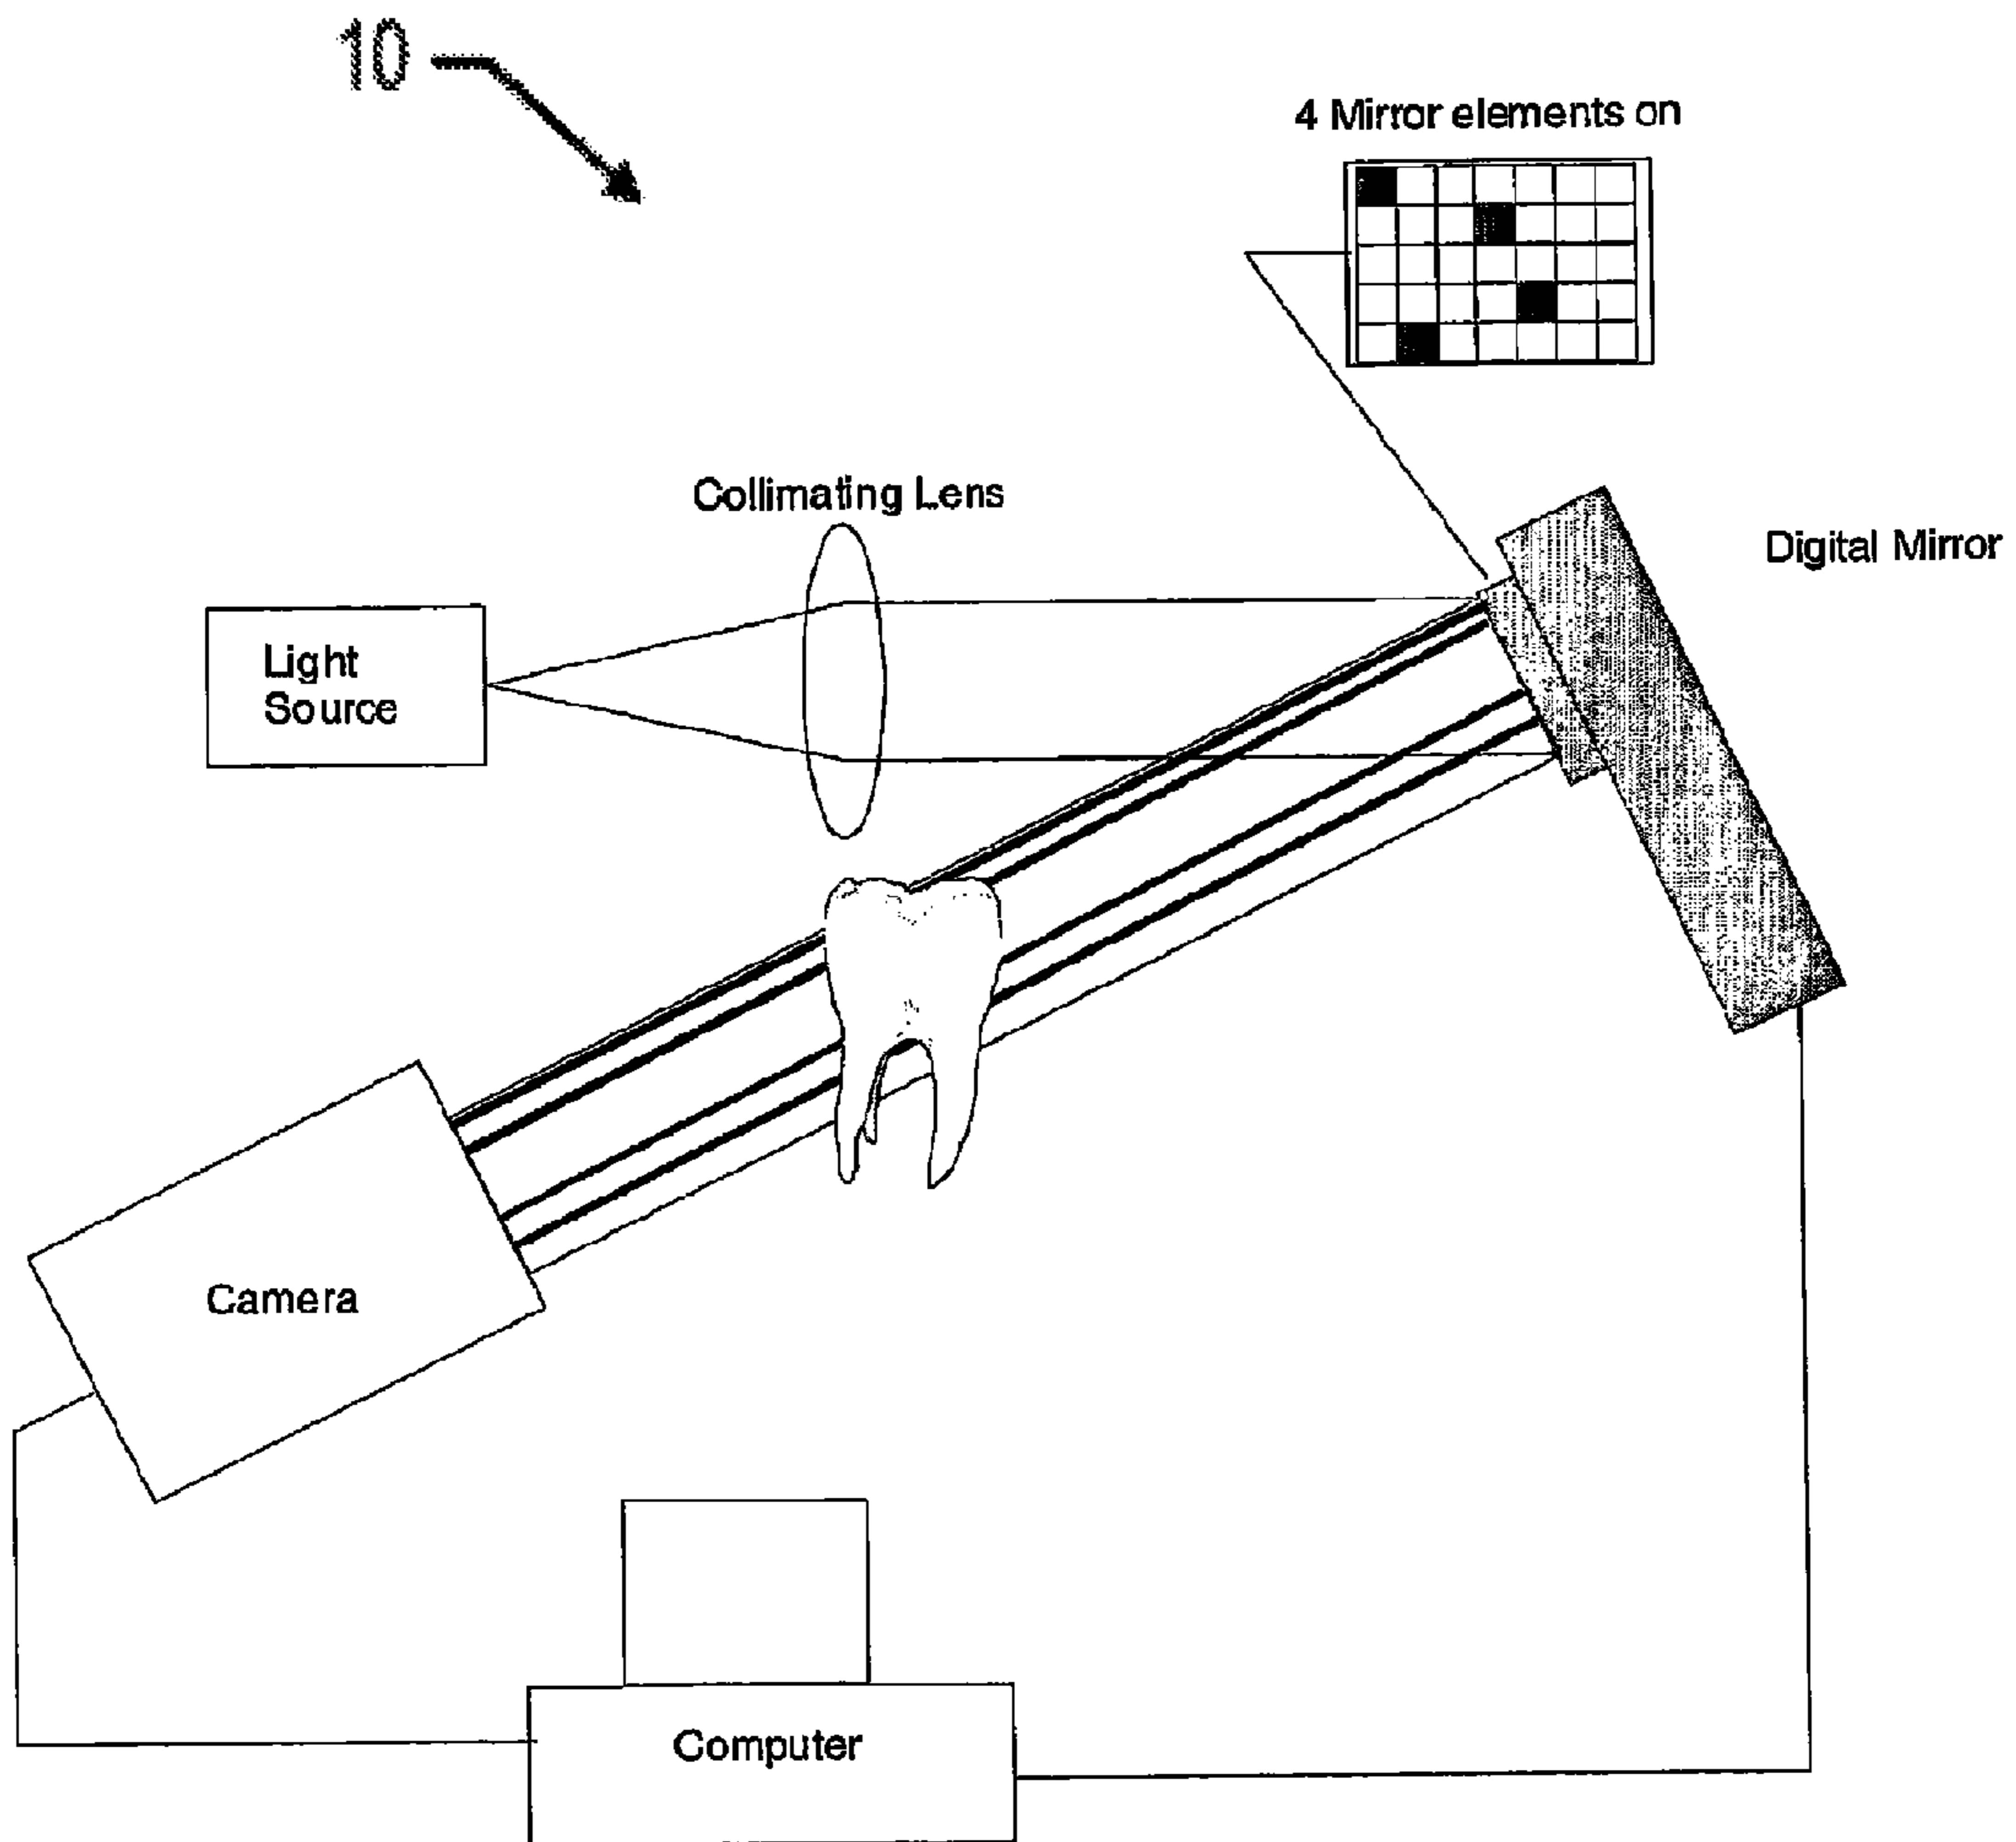 10
4 Mirror elements on
Collimating Lens
Digital Mirror
Light
Source
Camera
Computer